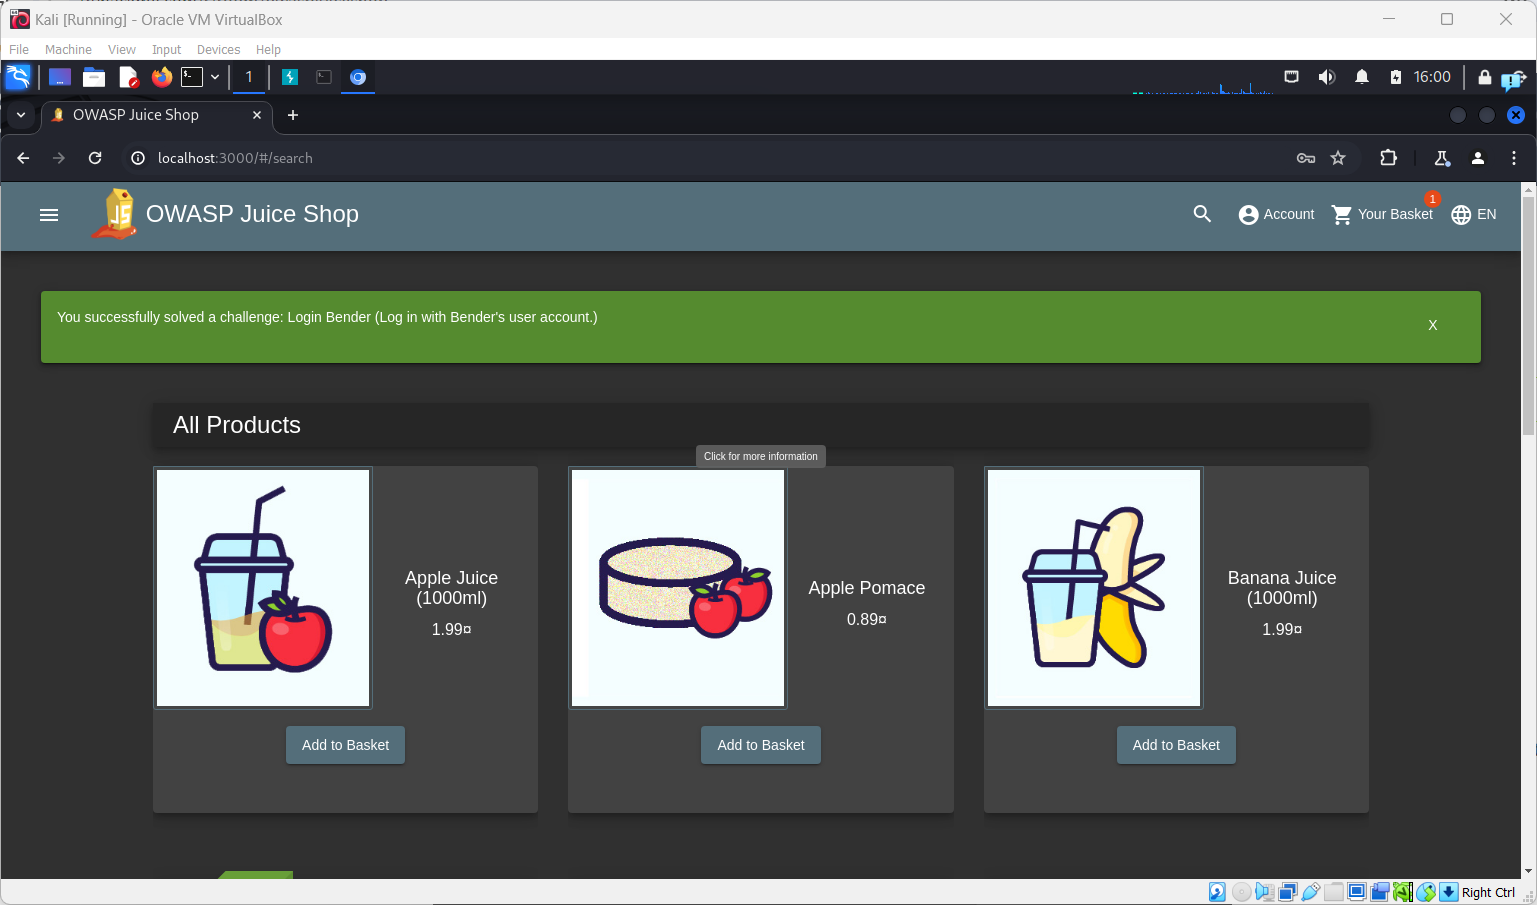 Kali [Running] - Oracle VM VirtualBox
File Machine View Input Devices Help
1
16:00
OWASP Juice Shop
localhost:3000/#/search
JS
OWASP Juice Shop
Account
Your Basket
1
EN
You successfully solved a challenge: Login Bender (Log in with Bender's user account.)
X
All Products
Click for more information
Apple Juice
(1000ml)
1.99¤
Add to Basket
Apple Pomace
0.89¤
Add to Basket
Banana Juice
(1000ml)
1.99¤
Add to Basket
Right Ctrl